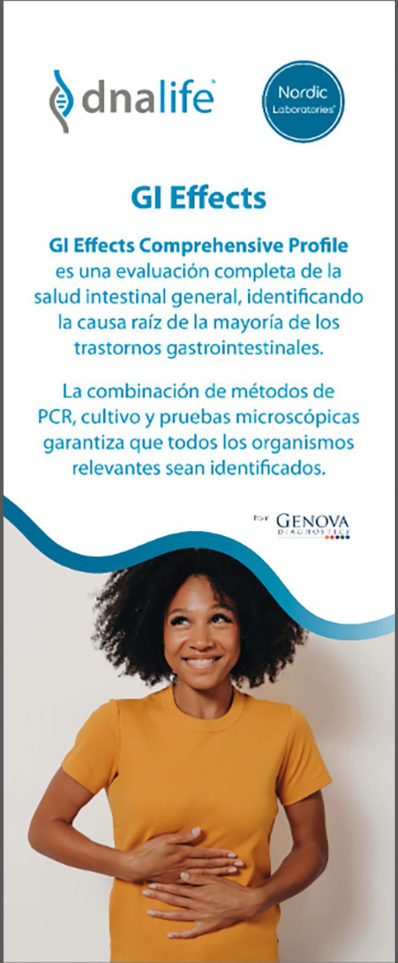 dnalife®
Nordic
Laboratories®
GI Effects
GI Effects Comprehensive Profile
es una evaluación completa de la
salud intestinal general, identificando
la causa raíz de la mayoría de los
trastornos gastrointestinales.
La combinación de métodos de
PCR, cultivo y pruebas microscópicas
garantiza que todos los organismos
relevantes sean identificados.
from GENOVA
DIAGNOSTICS